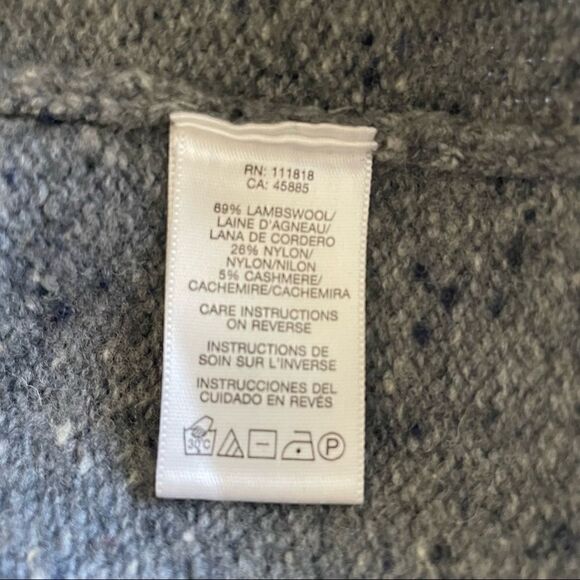 RN: 111818
CA: 45885
69% LAMBSWOOL/
LAINE D'AGNEAU/
LANA DE CORDERO
26% NYLON/
NYLON/NILON
5% CASHMERE/
CACHEMIRE/CACHEMIRA
CARE INSTRUCTIONS
ON REVERSE
INSTRUCTIONS DE
SOIN SUR L'INVERSE
INSTRUCCIONES DEL
CUIDADO EN REVÉS
30°C P